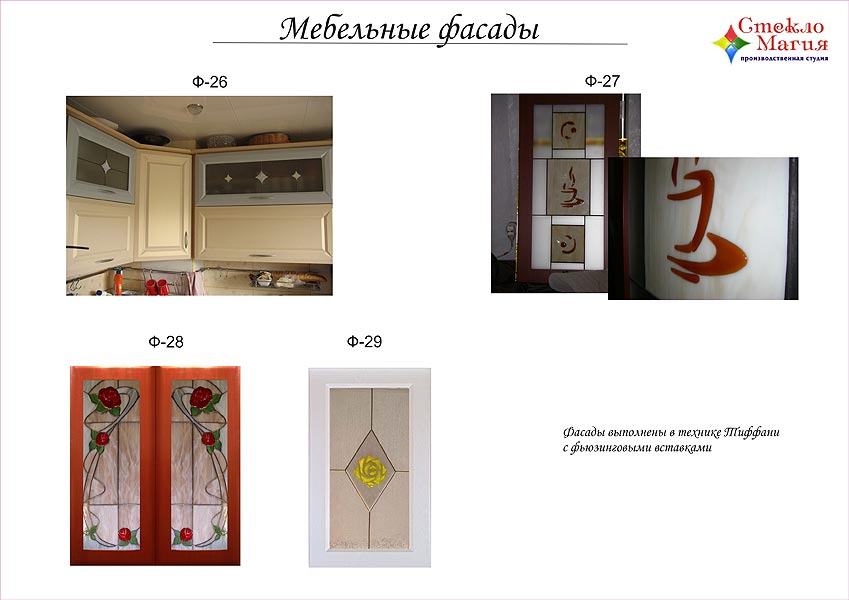 Мебельные фасады
Стекло
Магия
производственная студия
Ф-26
Ф-27
Ф-28
Ф-29
Фасады выполнены в технике Тиффани
с фьюзинговыми вставками